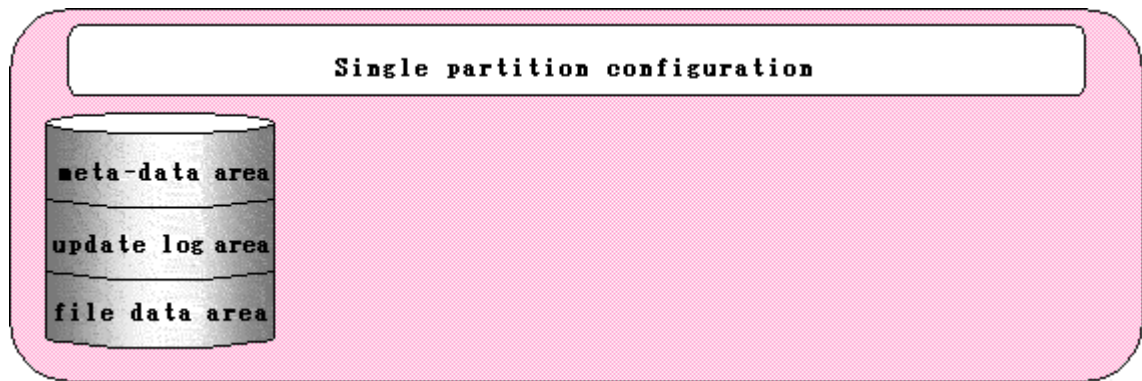 Single partition configuration
meta-data area
update log area
file data area